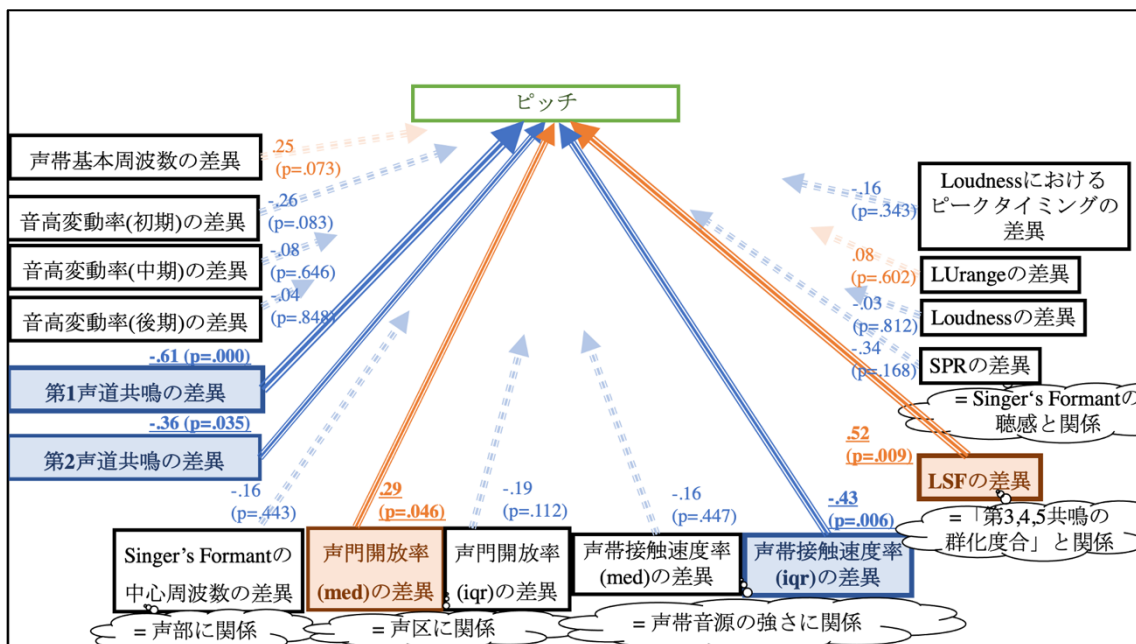 ピッチ
声帯基本周波数の差異
.25
(p=.073)
音高変動率(初期)の差異
-.26
(p=.083)
音高変動率(中期)の差異
-.08
(p=.646)
音高変動率(後期)の差異
-.04
(p=.848)
-.61 (p=.000)
第1声道共鳴の差異
-.36 (p=.035)
第2声道共鳴の差異
-.16
(p=.343)
Loudnessにおける
ピークタイミングの
差異
.08
(p=.602)
LUrangeの差異
-.03
(p=.812)
Loudnessの差異
-.34
(p=.168)
SPRの差異
= Singer‘s Formantの
聴感と関係
.52
(p=.009)
LSFの差異
=「第3,4,5共鳴の
群化度合」と関係
-.16
(p=.443)
Singer’s Formantの
中心周波数の差異
= 声部に関係
.29
(p=.046)
声門開放率
(med)の差異
= 声区に関係
-.19
(p=.112)
声門開放率
(iqr)の差異
-.16
(p=.447)
声帯接触速度率
(med)の差異
= 声帯音源の強さに関係
-.43
(p=.006)
声帯接触速度率
(iqr)の差異